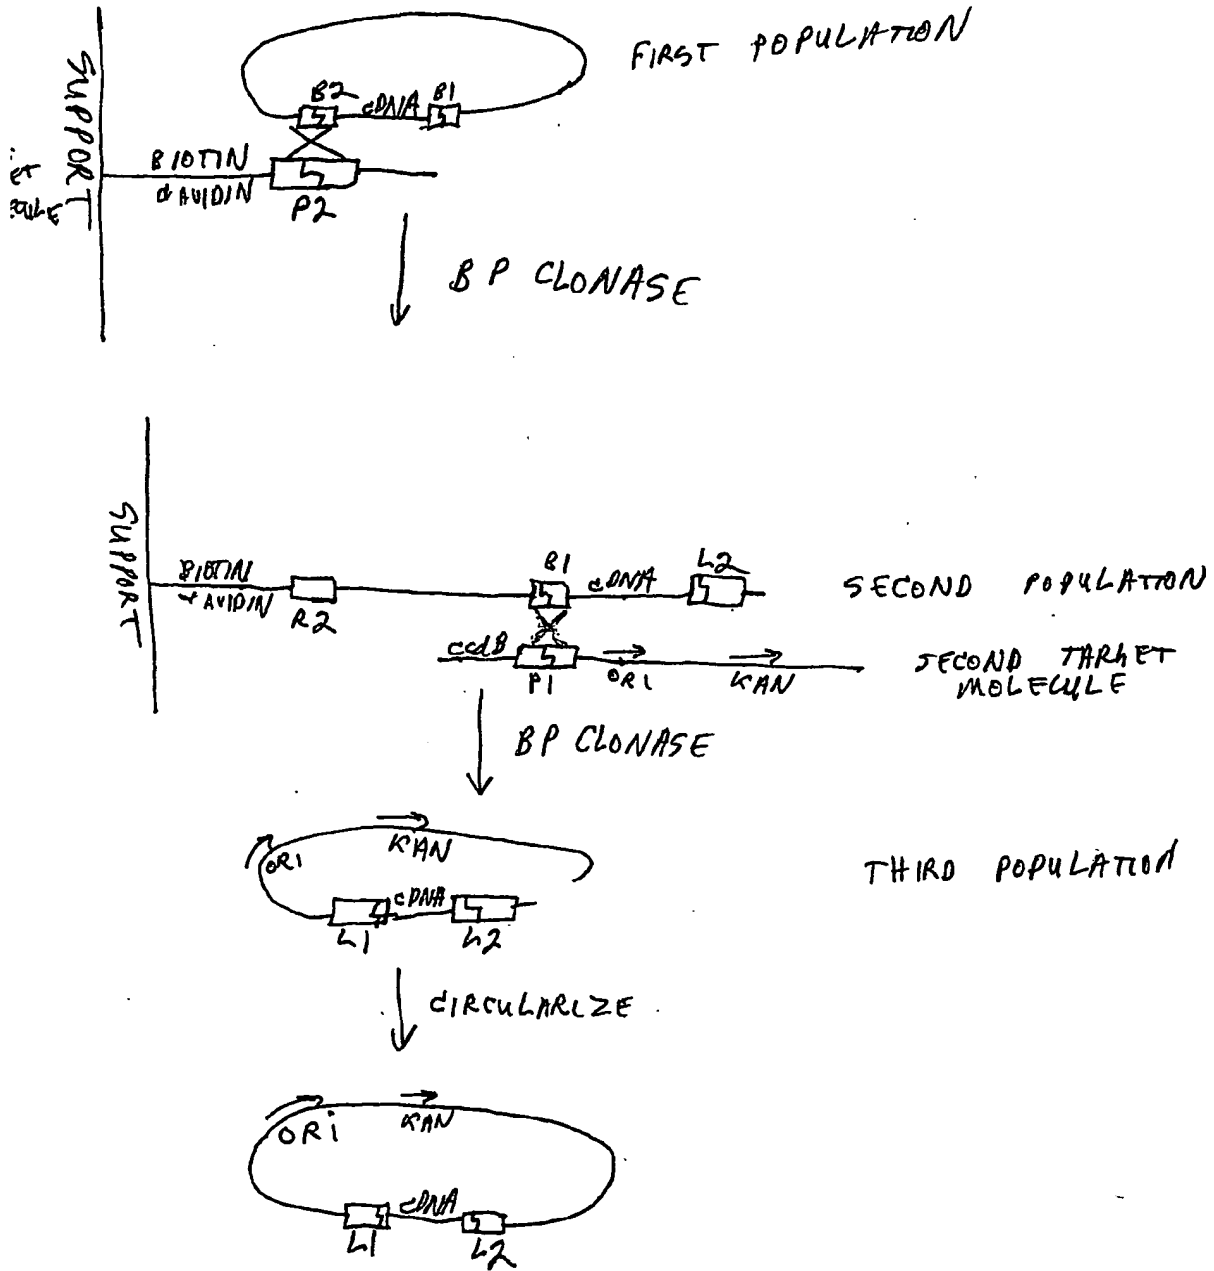 FIRST POPULATION
SUPPORT
B2 cDNA B1
BIOTIN
& AVIDIN
P2
BP CLONASE
SUPPORT
BIOTIN
& AVIDIN
R2
B1 cDNA L2
SECOND POPULATION
ccdB P1 ORI KAN
SECOND TARGET
MOLECULE
BP CLONASE
ORI KAN
THIRD POPULATION
cDNA
L1 L2
CIRCULARIZE
ORi KAN
cDNA
L1 L2